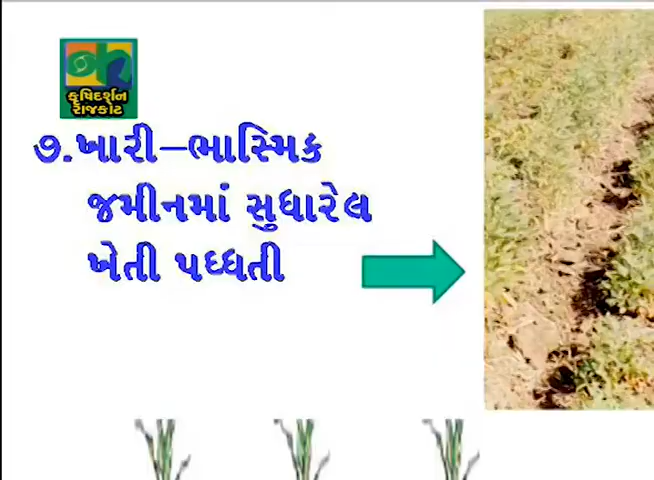 કૃષિદર્શન
રાજકોટ
૭.ખારી–ભાસ્મિક
જમીનમાં સુધારેલ
ખેતી પધ્ધતી